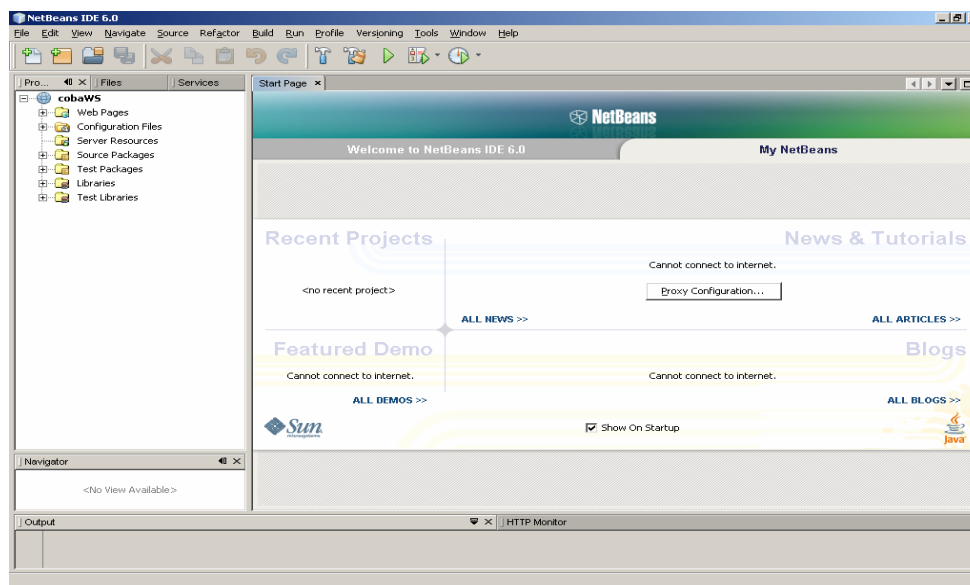 NetBeans IDE 6.0
File Edit View Navigate Source Refactor Build Run Profile Versioning Tools Window Help
Pro... Files Services
Start Page
cobaWS
Web Pages
Configuration Files
Server Resources
Source Packages
Test Packages
Libraries
Test Libraries
NetBeans
Welcome to NetBeans IDE 6.0
My NetBeans
Recent Projects
<no recent project>
News & Tutorials
Cannot connect to internet.
Proxy Configuration...
ALL NEWS >>
ALL ARTICLES >>
Featured Demo
Cannot connect to internet.
ALL DEMOS >>
Blogs
Cannot connect to internet.
ALL BLOGS >>
Sun
microsystems
Show On Startup
Java
Navigator
<No View Available>
Output
HTTP Monitor